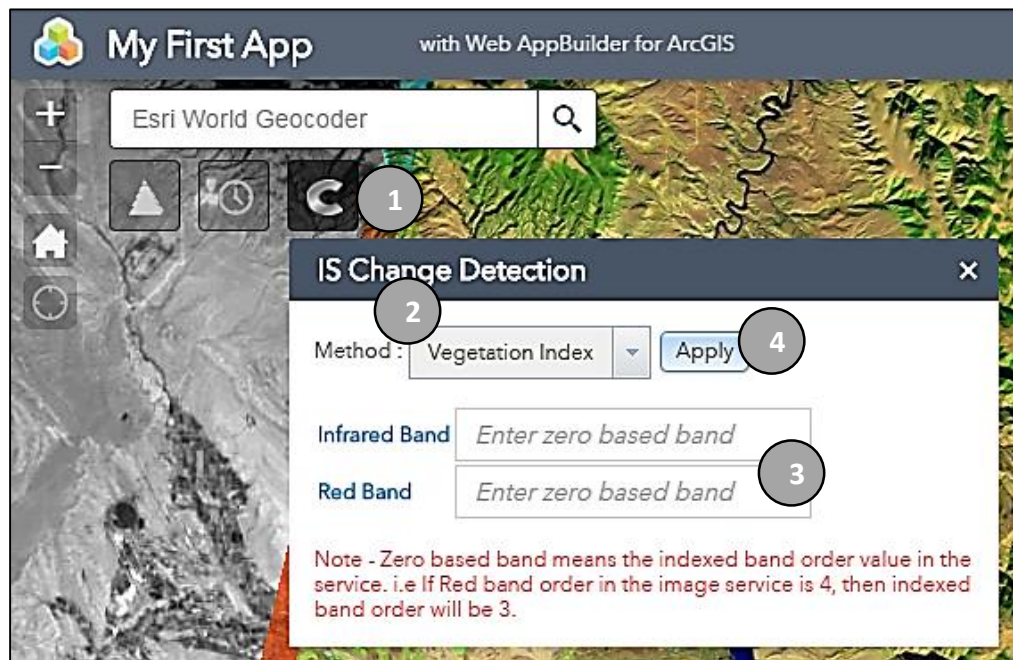 My First App with Web AppBuilder for ArcGIS
+
Esri World Geocoder
−
C 1
IS Change Detection ×
2
Method : Vegetation Index Apply 4
Infrared Band Enter zero based band
3
Red Band Enter zero based band
Note - Zero based band means the indexed band order value in the
service. i.e If Red band order in the image service is 4, then indexed
band order will be 3.